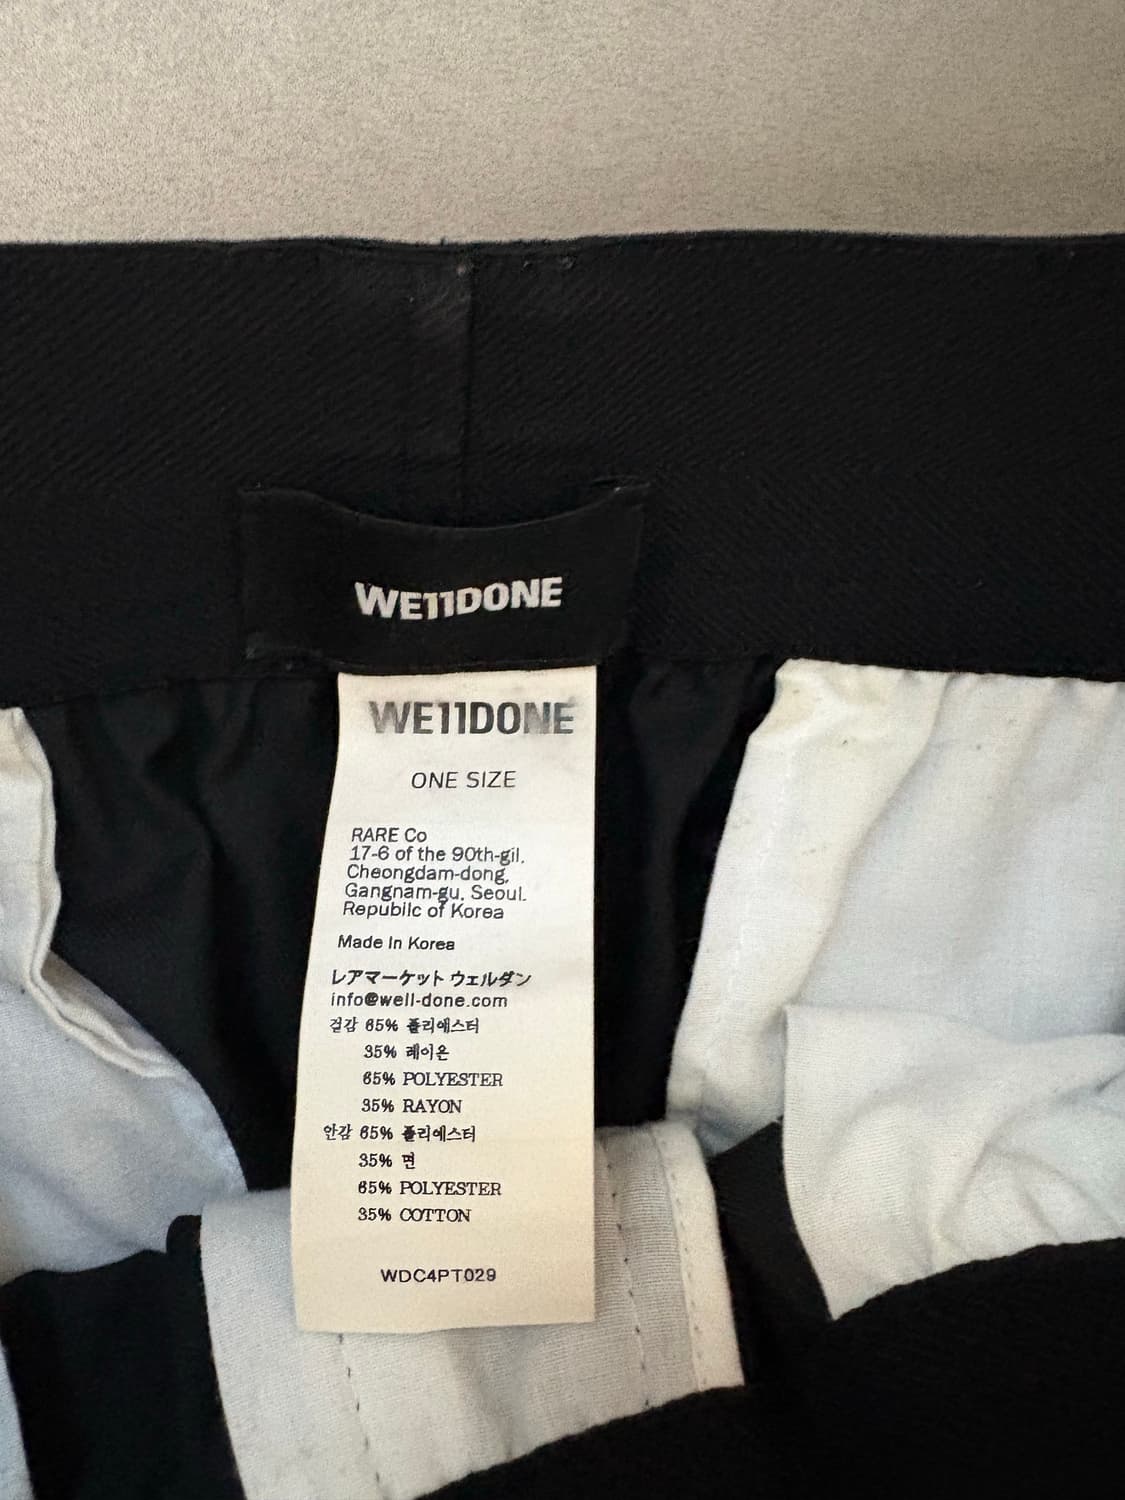 WE11DONE
WE11DONE
ONE SIZE
RARE Co
17-6 of the 90th-gil,
Cheongdam-dong,
Gangnam-gu, Seoul.
Republic of Korea
Made in Korea
レアマーケット ウェルダン
info@well-done.com
겉감 65% 폴리에스터
35% 레이온
65% POLYESTER
35% RAYON
안감 65% 폴리에스터
35% 면
65% POLYESTER
35% COTTON
WDC4PT029